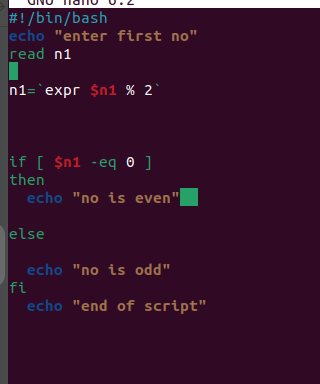 GNU nano 6.2
#!/bin/bash
echo "enter first no"
read n1
n1=`expr $n1 % 2`
if [ $n1 -eq 0 ]
then
  echo "no is even"
else
  echo "no is odd"
fi
  echo "end of script"